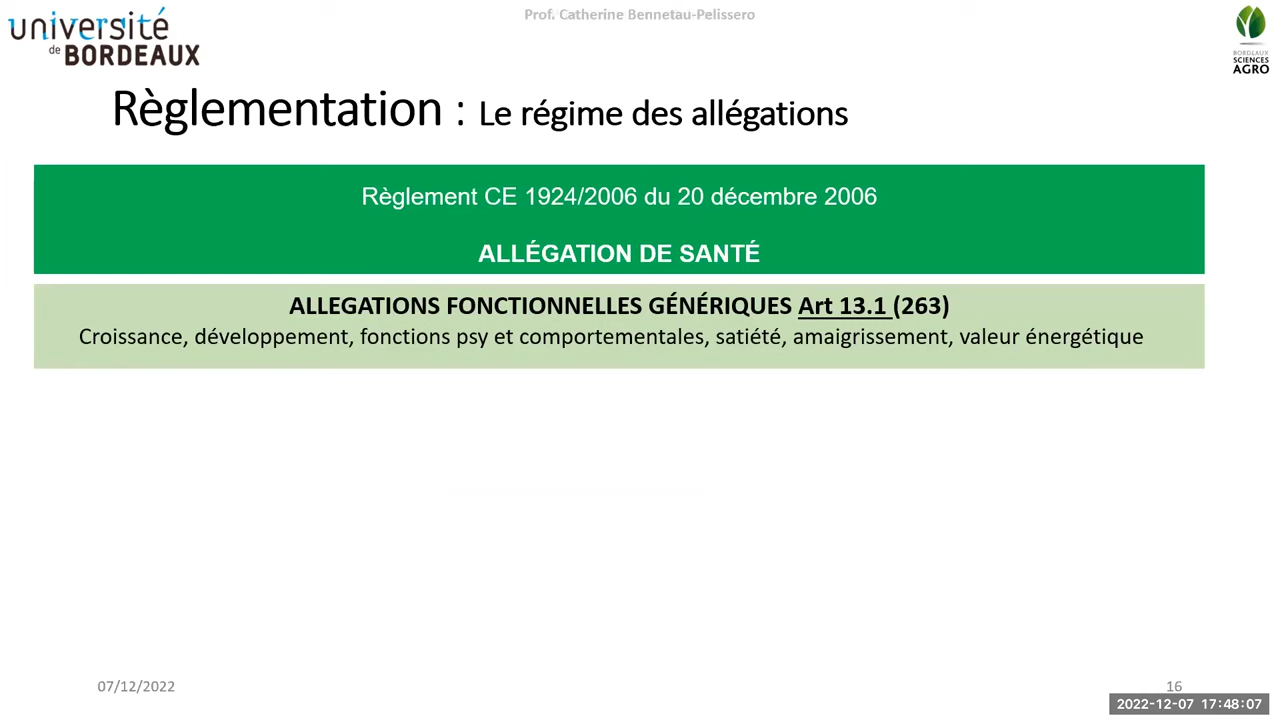 Prof. Catherine Bennetau-Pelissero
université
de BORDEAUX
BORDEAUX
SCIENCES
AGRO
Règlementation : Le régime des allégations
Règlement CE 1924/2006 du 20 décembre 2006
ALLÉGATION DE SANTÉ
ALLEGATIONS FONCTIONNELLES GÉNÉRIQUES Art 13.1 (263)
Croissance, développement, fonctions psy et comportementales, satiété, amaigrissement, valeur énergétique
07/12/2022
16
2022-12-07 17:48:07